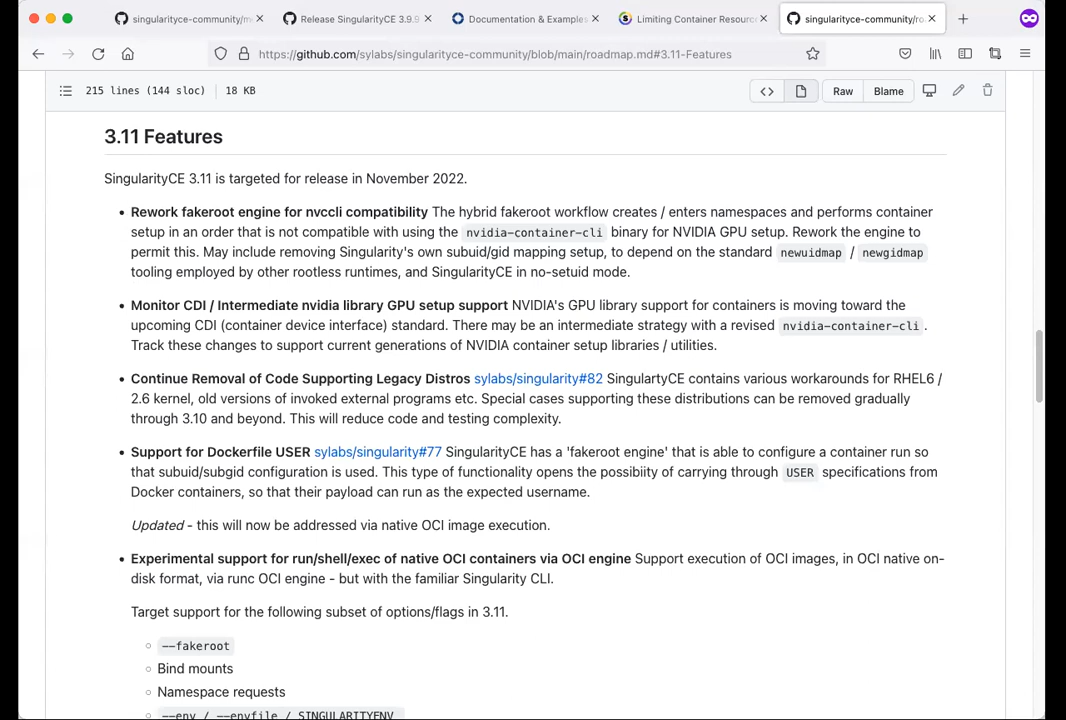 singularityce-community/m
Release SingularityCE 3.9.9
Documentation & Examples
Limiting Container Resourc
singularityce-community/ro
https://github.com/sylabs/singularityce-community/blob/main/roadmap.md#3.11-Features
215 lines (144 sloc) 18 KB
Raw Blame
3.11 Features
SingularityCE 3.11 is targeted for release in November 2022.
• Rework fakeroot engine for nvccli compatibility The hybrid fakeroot workflow creates / enters namespaces and performs container
setup in an order that is not compatible with using the nvidia-container-cli binary for NVIDIA GPU setup. Rework the engine to
permit this. May include removing Singularity's own subuid/gid mapping setup, to depend on the standard newuidmap / newgidmap
tooling employed by other rootless runtimes, and SingularityCE in no-setuid mode.
• Monitor CDI / Intermediate nvidia library GPU setup support NVIDIA's GPU library support for containers is moving toward the
upcoming CDI (container device interface) standard. There may be an intermediate strategy with a revised nvidia-container-cli .
Track these changes to support current generations of NVIDIA container setup libraries / utilities.
• Continue Removal of Code Supporting Legacy Distros sylabs/singularity#82 SingulartyCE contains various workarounds for RHEL6 /
2.6 kernel, old versions of invoked external programs etc. Special cases supporting these distributions can be removed gradually
through 3.10 and beyond. This will reduce code and testing complexity.
• Support for Dockerfile USER sylabs/singularity#77 SingularityCE has a 'fakeroot engine' that is able to configure a container run so
that subuid/subgid configuration is used. This type of functionality opens the possibiity of carrying through USER specifications from
Docker containers, so that their payload can run as the expected username.
Updated - this will now be addressed via native OCI image execution.
• Experimental support for run/shell/exec of native OCI containers via OCI engine Support execution of OCI images, in OCI native on-
disk format, via runc OCI engine - but with the familiar Singularity CLI.
Target support for the following subset of options/flags in 3.11.
○ --fakeroot
○ Bind mounts
○ Namespace requests
○ --env / --envfile / SINGULARITYENV_